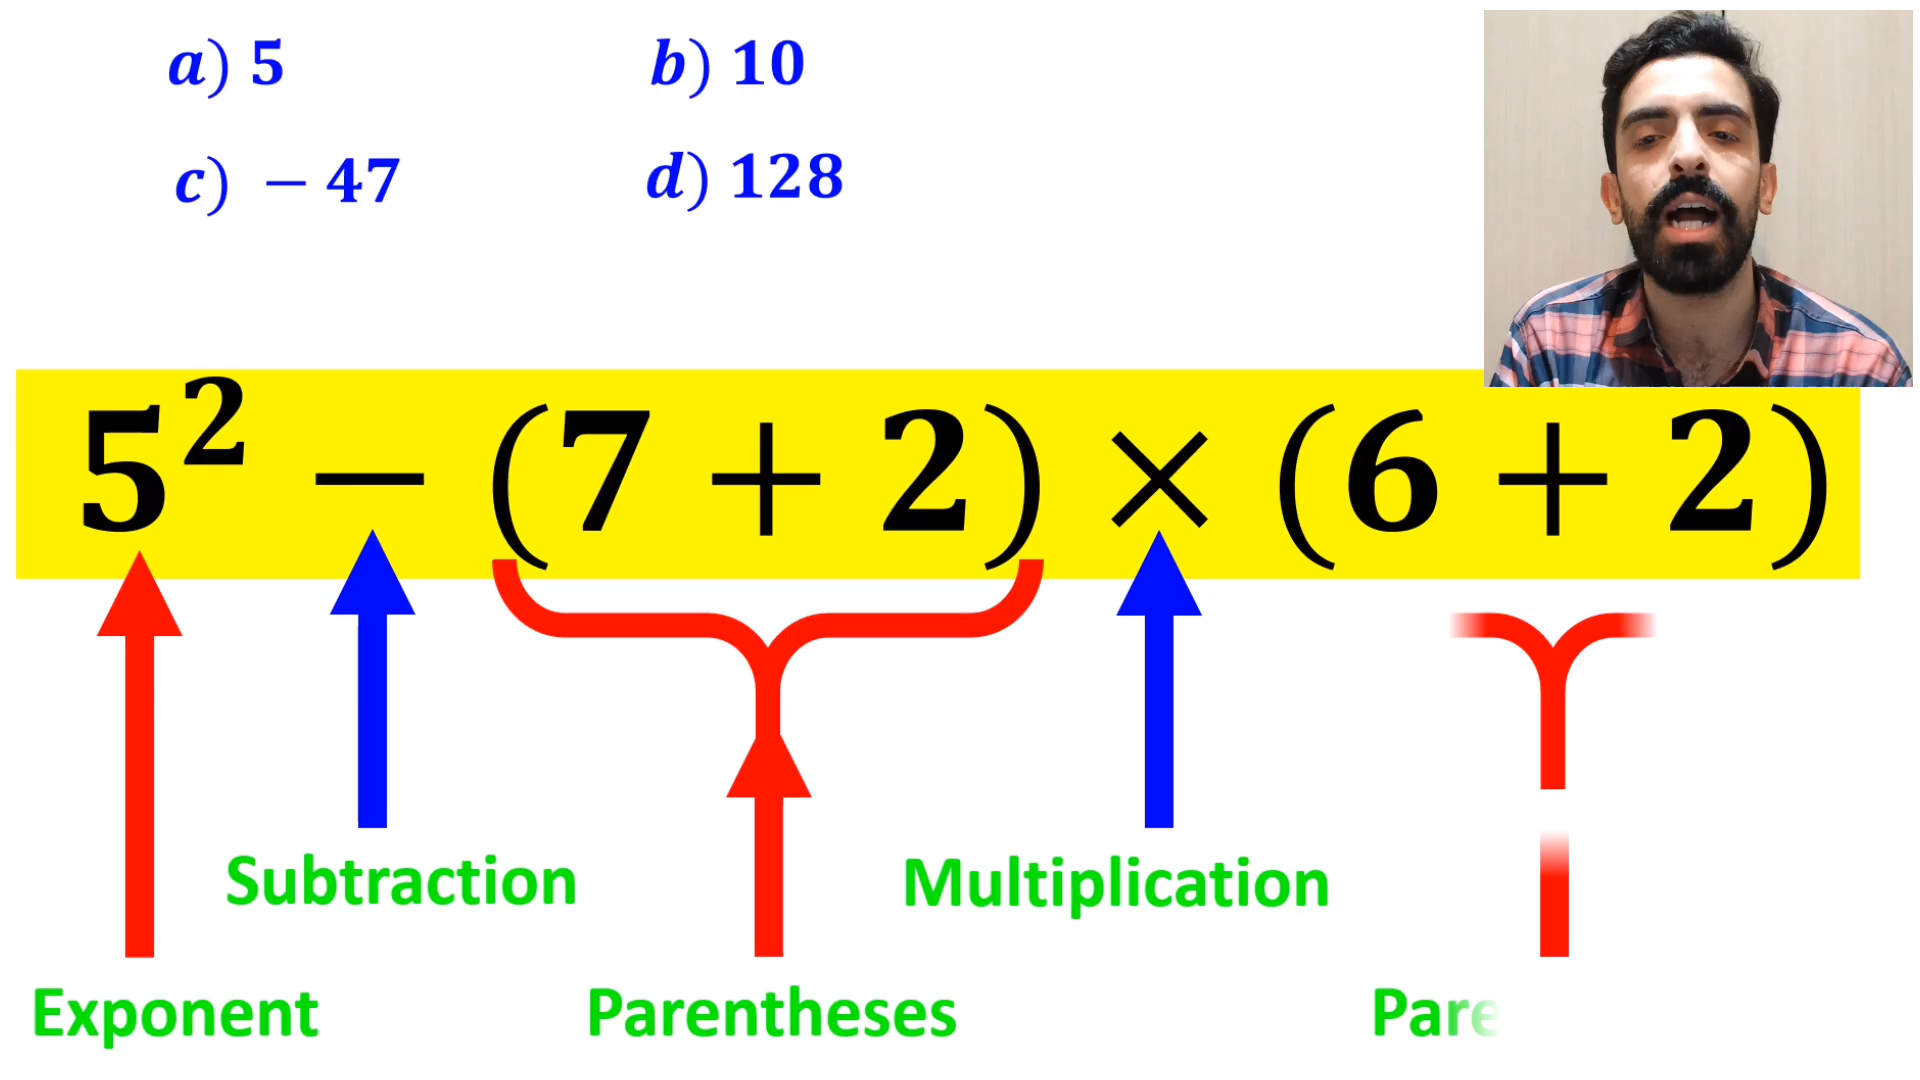 a) 5 b) 10
c) − 47 d) 128
5² − (7 + 2) × (6 + 2)
Subtraction Multiplication
Exponent Parentheses Pare